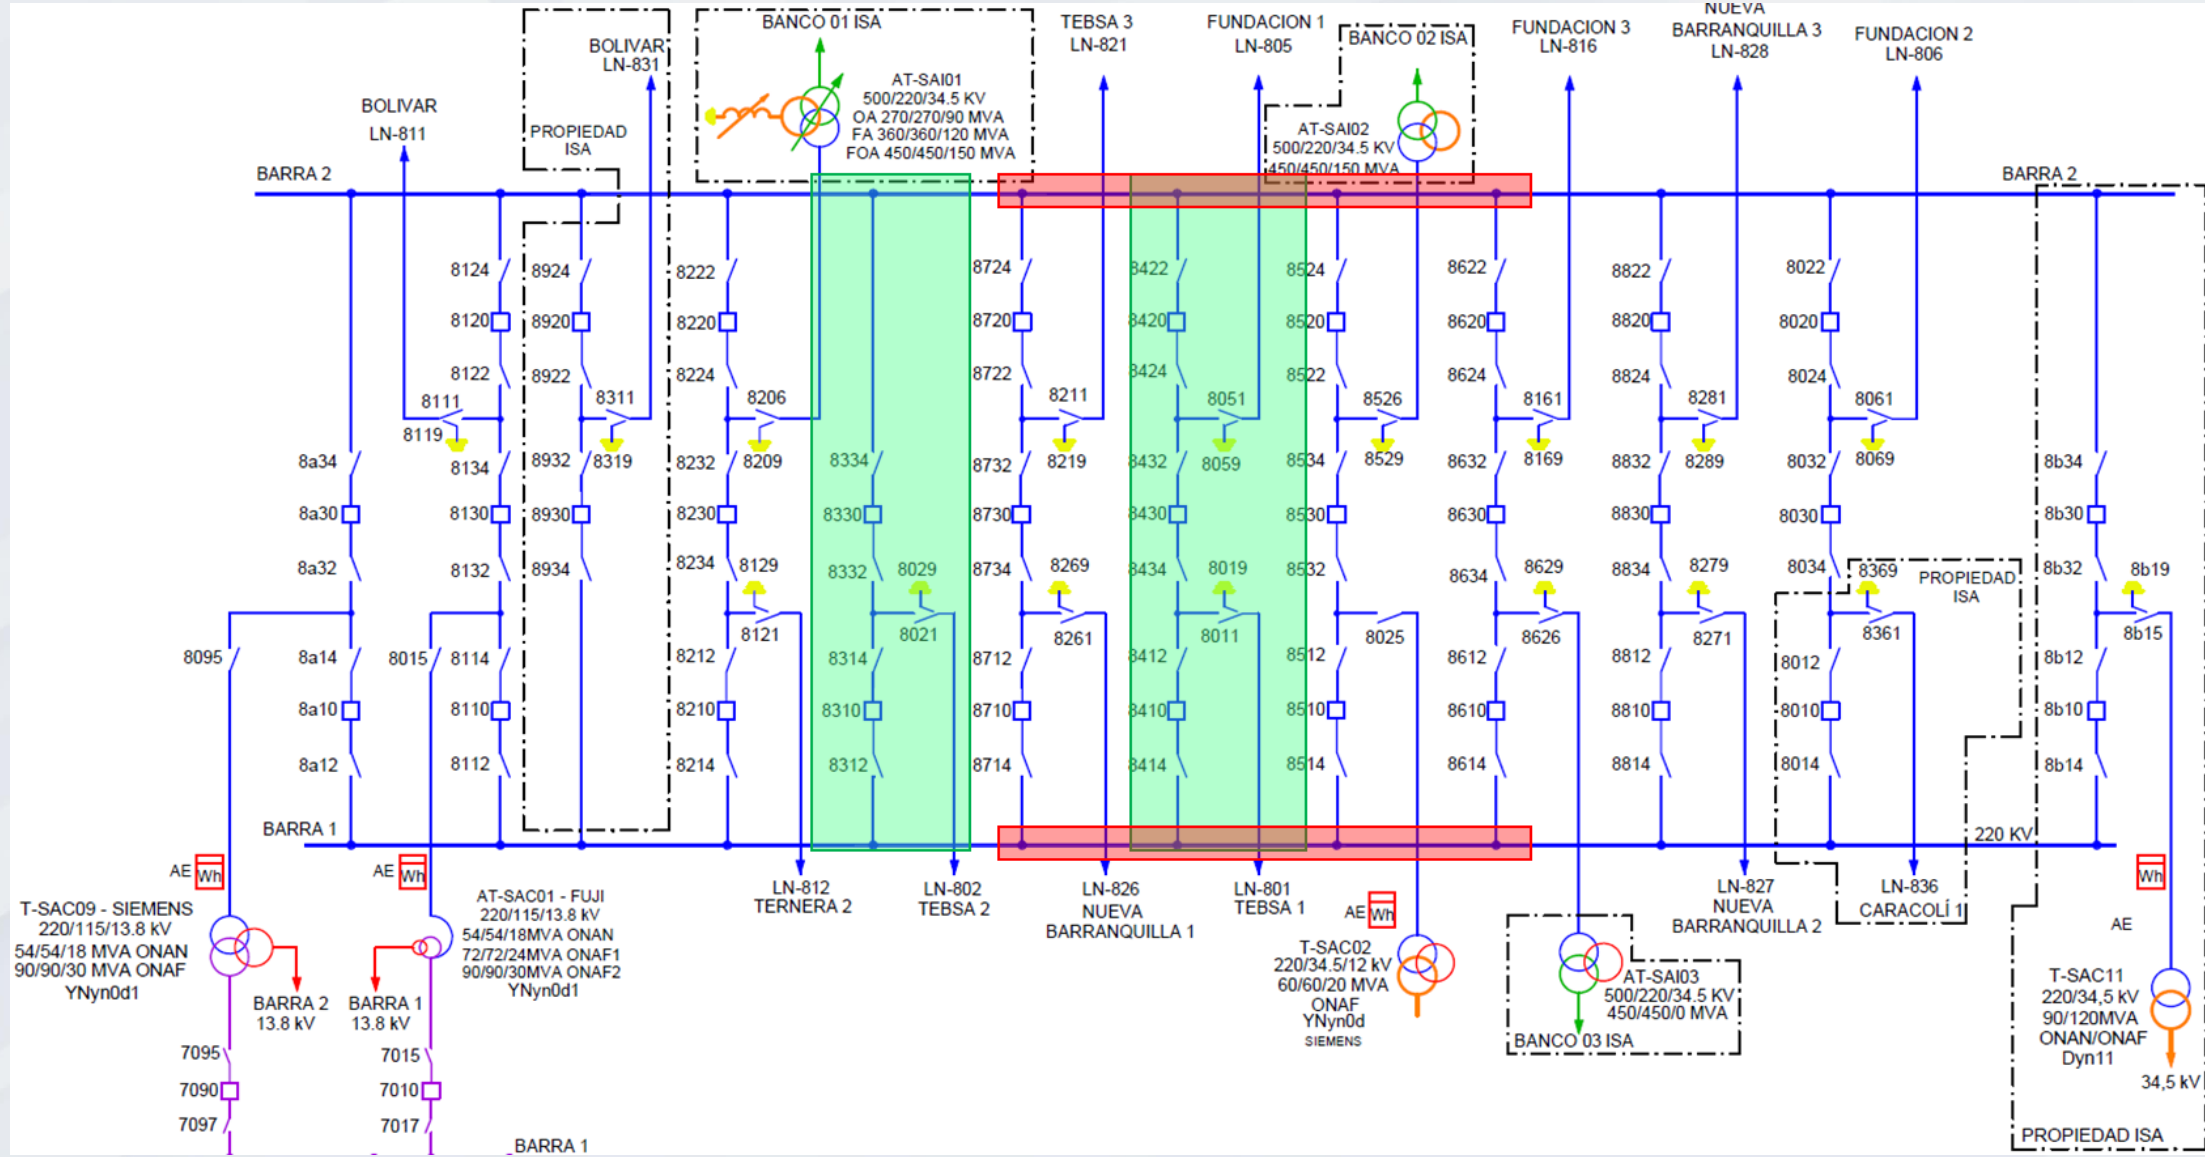 BANCO 01 ISA
AT-SAI01
500/220/34.5 KV
OA 270/270/90 MVA
FA 360/360/120 MVA
FOA 450/450/150 MVA
TEBSA 3
LN-821
FUNDACION 1
LN-805
BANCO 02 ISA
AT-SAI02
500/220/34.5 KV
450/450/150 MVA
FUNDACION 3
LN-816
NUEVA
BARRANQUILLA 3
LN-828
FUNDACION 2
LN-806
BOLIVAR
LN-831
PROPIEDAD
ISA
BOLIVAR
LN-811
BARRA 2
BARRA 2
8124
8924
8222
8724
8422
8524
8622
8822
8022
8120
8920
8220
8720
8420
8520
8620
8820
8020
8122
8922
8224
8722
8424
8522
8624
8824
8024
8111
8311
8206
8211
8051
8526
8161
8281
8061
8119
8a34
8134
8932
8319
8232
8209
8334
8732
8219
8432
8059
8534
8529
8632
8169
8832
8289
8032
8069
8b34
8a30
8130
8930
8230
8330
8730
8430
8530
8630
8830
8030
8b30
8a32
8132
8934
8234
8129
8332
8029
8734
8269
8434
8019
8532
8634
8629
8834
8279
8034
8369
PROPIEDAD
ISA
8b32
8b19
8121
8021
8261
8011
8025
8626
8271
8361
8b15
8095
8a14
8015
8114
8212
8314
8712
8412
8512
8612
8812
8012
8b12
8a10
8110
8210
8310
8710
8410
8510
8610
8810
8010
8b10
8a12
8112
8214
8312
8714
8414
8514
8614
8814
8014
8b14
BARRA 1
220 KV
AE
Wh
AE
Wh
LN-812
TERNERA 2
LN-802
TEBSA 2
LN-826
NUEVA
BARRANQUILLA 1
LN-801
TEBSA 1
AE
Wh
LN-827
NUEVA
BARRANQUILLA 2
LN-836
CARACOLÍ 1
Wh
AE
T-SAC09 - SIEMENS
220/115/13.8 kV
54/54/18 MVA ONAN
90/90/30 MVA ONAF
YNyn0d1
BARRA 2
13.8 kV
AT-SAC01 - FUJI
220/115/13.8 kV
54/54/18MVA ONAN
72/72/24MVA ONAF1
90/90/30MVA ONAF2
YNyn0d1
BARRA 1
13.8 kV
T-SAC02
220/34.5/12 kV
60/60/20 MVA
ONAF
YNyn0d
SIEMENS
AT-SAI03
500/220/34.5 KV
450/450/0 MVA
BANCO 03 ISA
T-SAC11
220/34,5 kV
90/120MVA
ONAN/ONAF
Dyn11
34,5 kV
7095
7015
7090
7010
7097
7017
BARRA 1
PROPIEDAD ISA